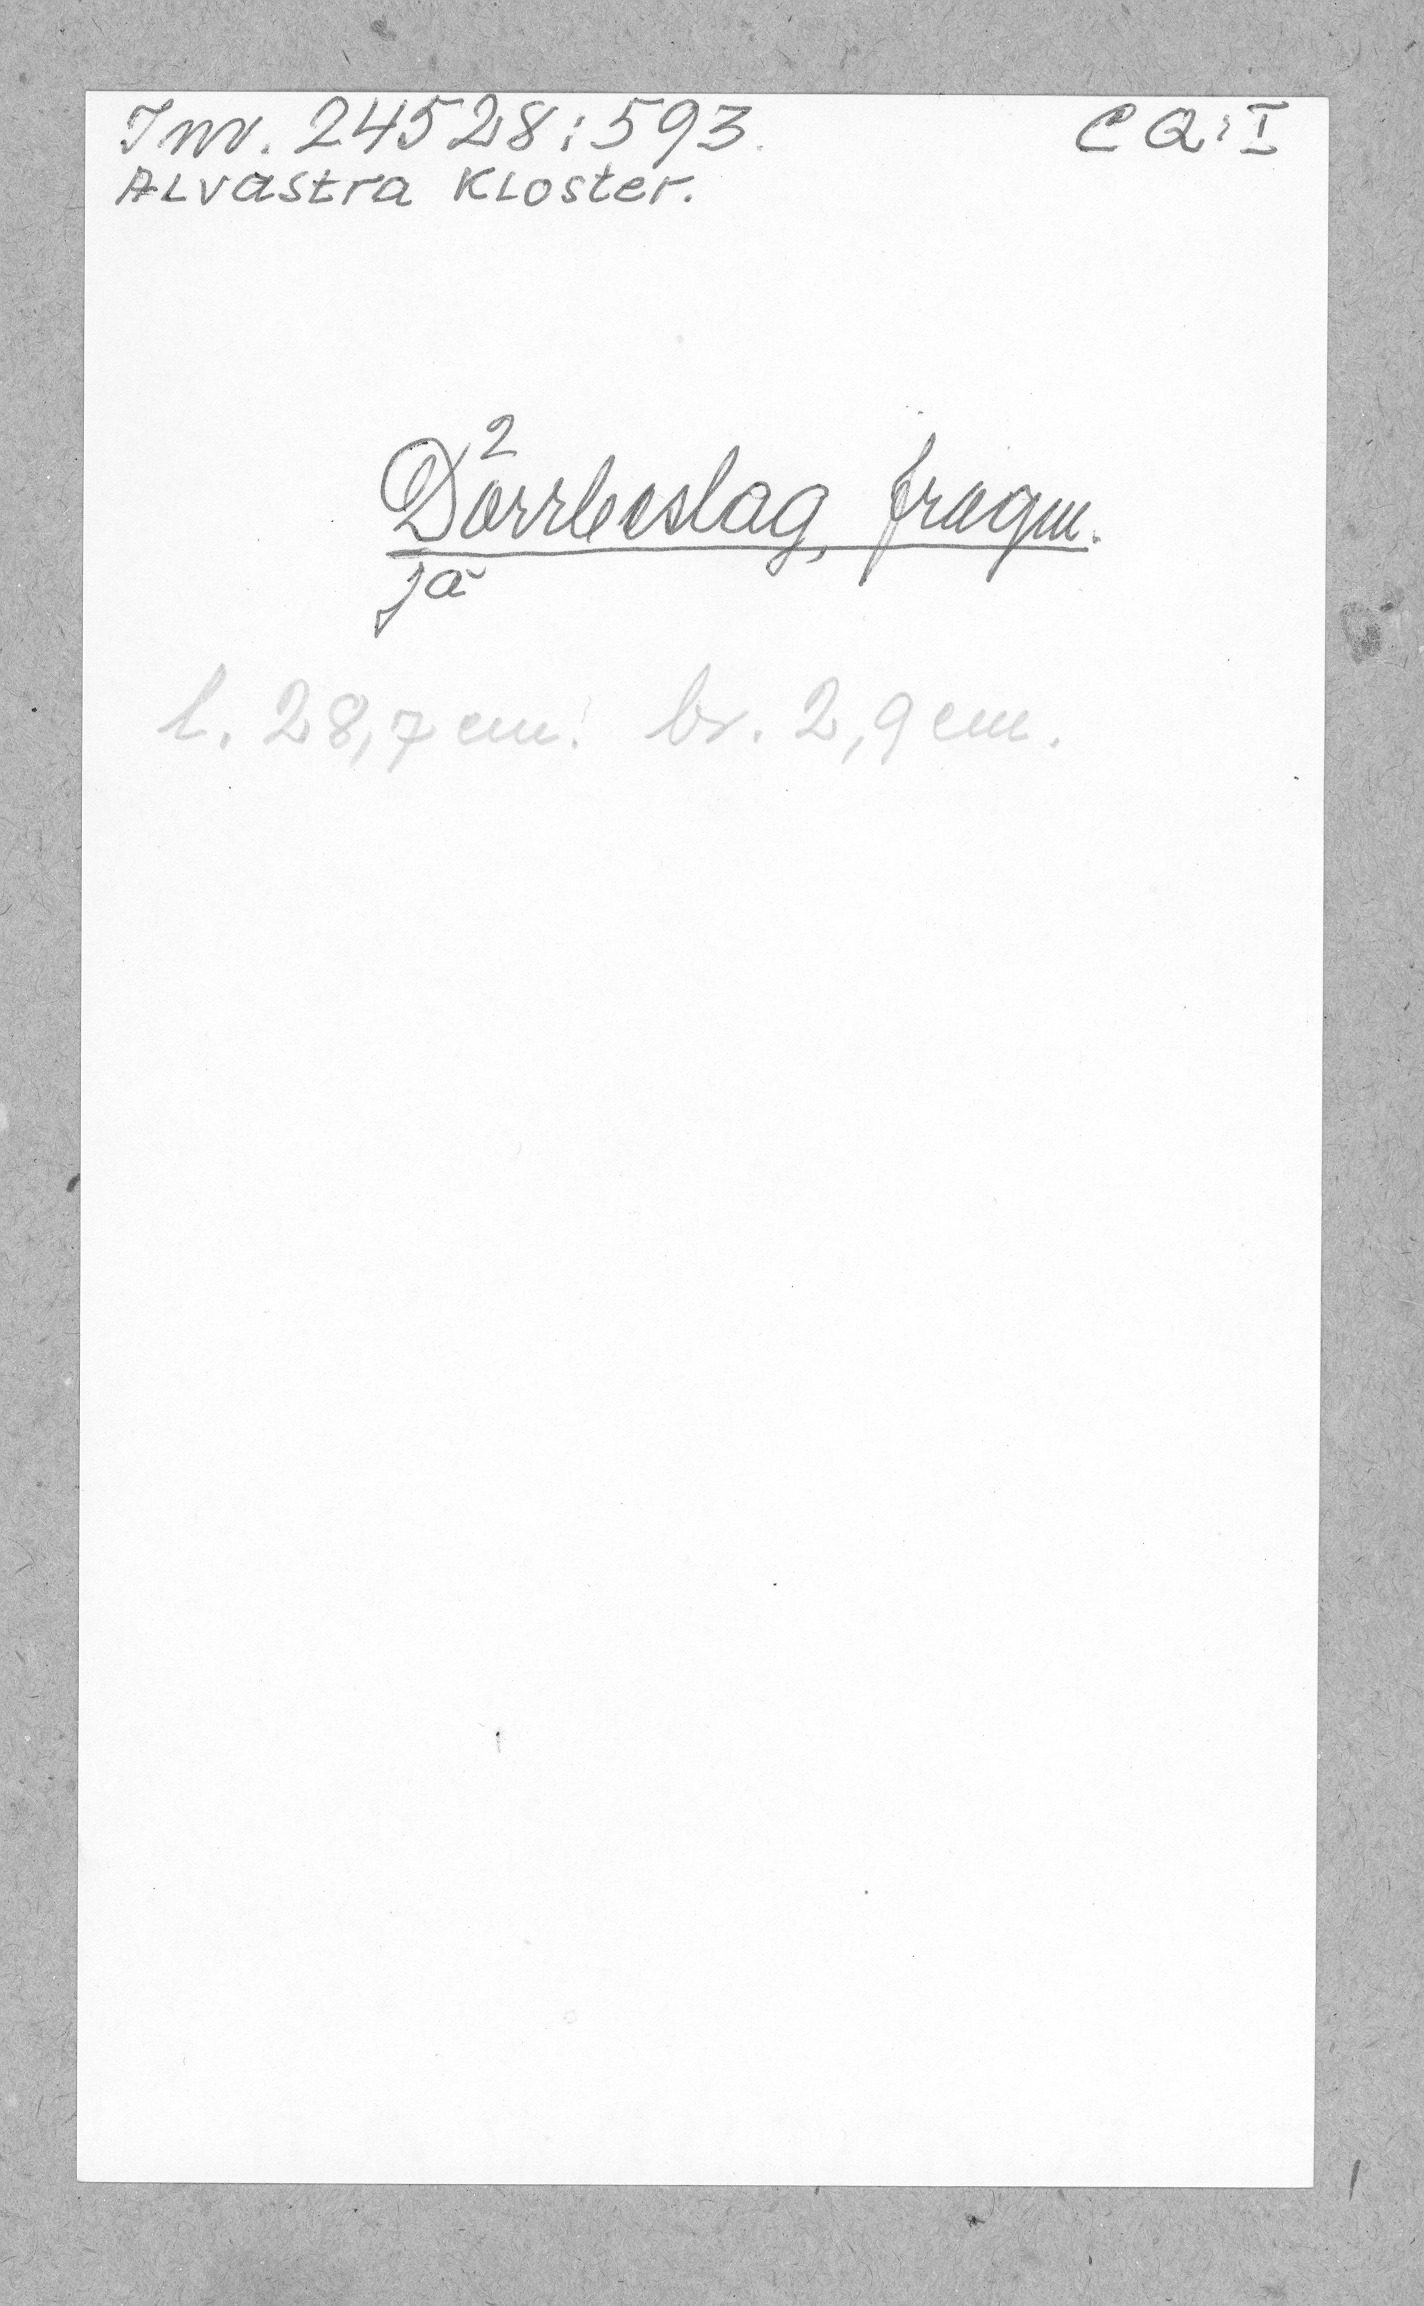 Inv. 24528:593. CQ:I
Alvastra Kloster.
2
Dörrbeslag, fragm.
jä
l. 28,7 cm. br. 2,9 cm.